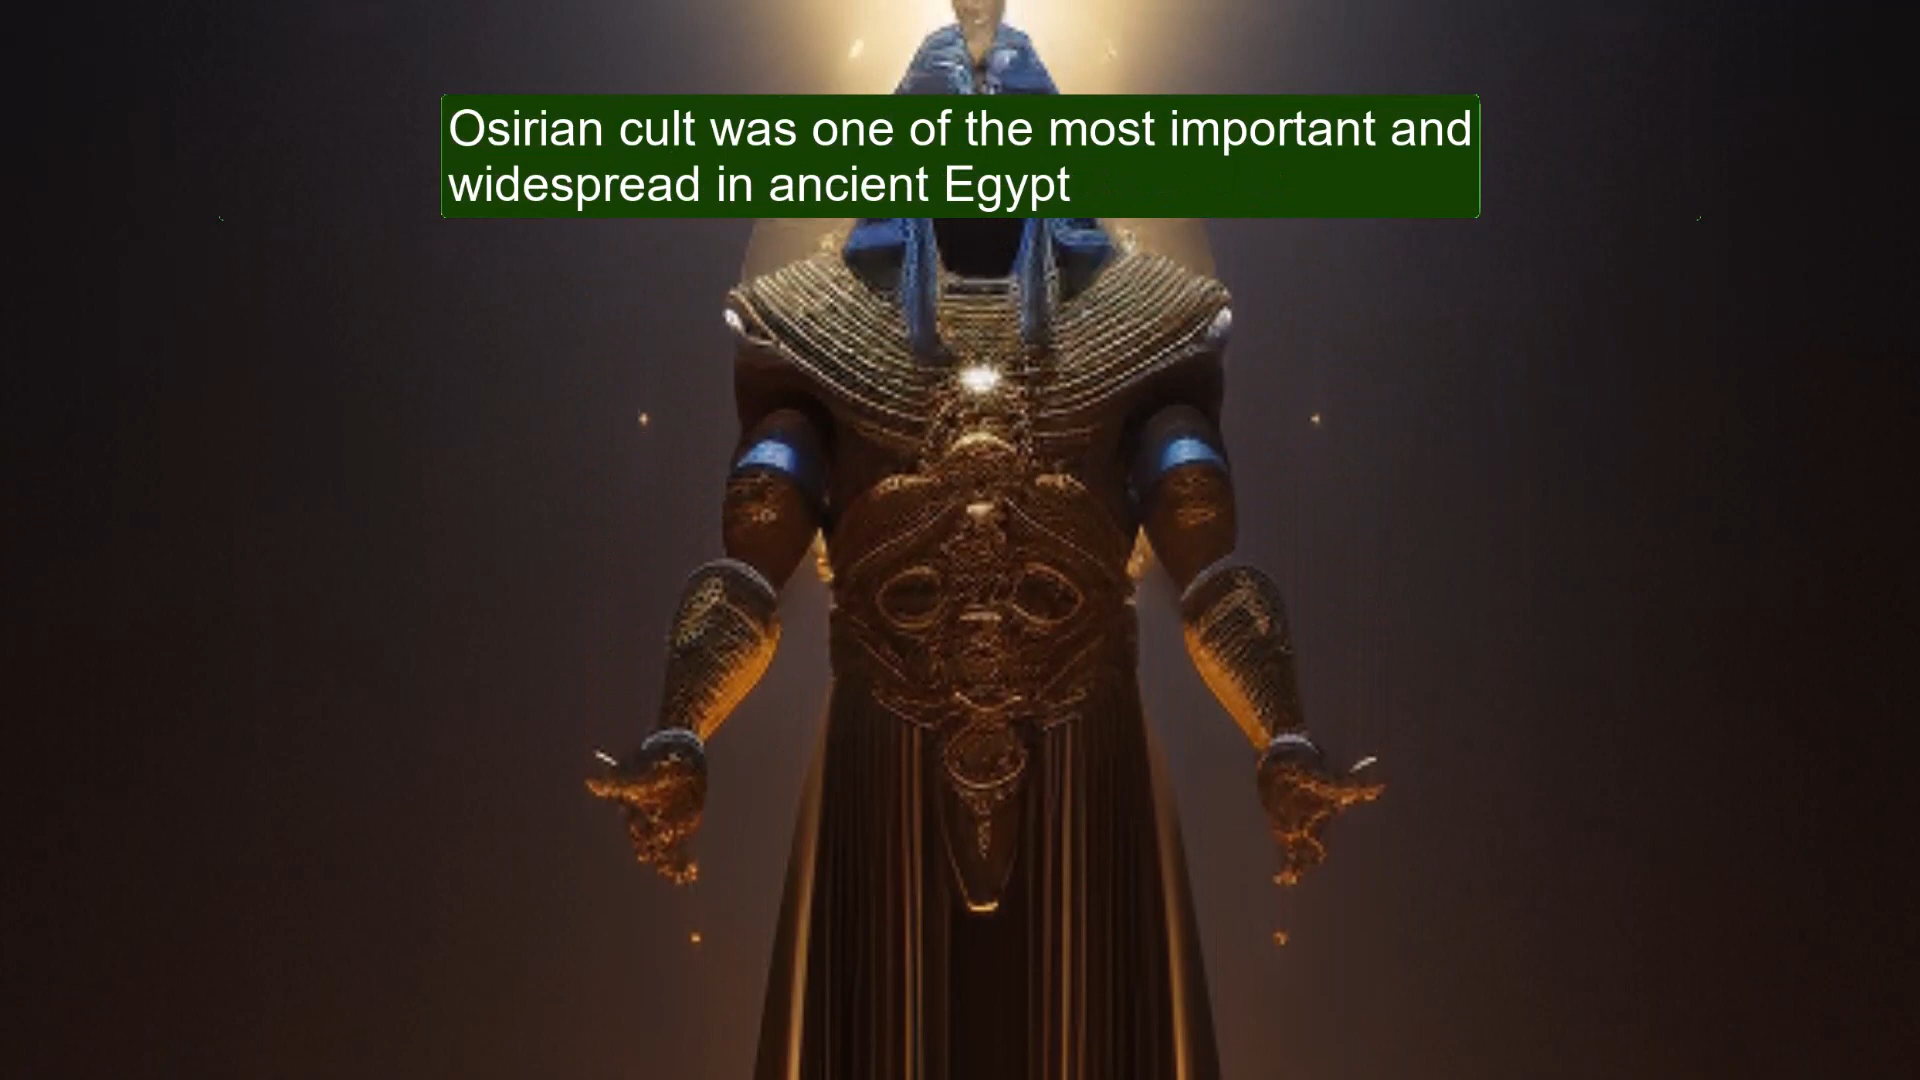 Osirian cult was one of the most important and
widespread in ancient Egypt